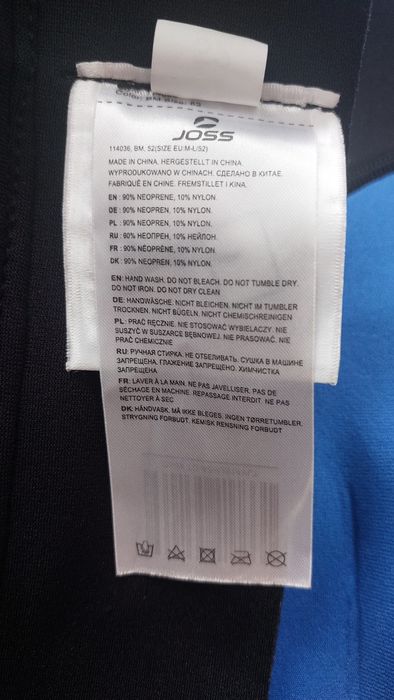 JOSS
114036, BM, 52(SIZE EU:M-L/52)
MADE IN CHINA. HERGESTELLT IN CHINA.
WYPRODUKOWANO W CHINACH. СДЕЛАНО В КИТАЕ.
FABRIQUÉ EN CHINE. FREMSTILLET I KINA.
EN : 90% NEOPRENE, 10% NYLON.
DE : 90% NEOPREN, 10% NYLON.
PL : 90% NEOPREN, 10% NYLON.
RU : 90% НЕОПРЕН, 10% НЕЙЛОН.
FR : 90% NÉOPRÈNE, 10% NYLON.
DK : 90% NEOPREN, 10% NYLON.
EN: HAND WASH. DO NOT BLEACH. DO NOT TUMBLE DRY.
DO NOT IRON. DO NOT DRY CLEAN
DE: HANDWÄSCHE. NICHT BLEICHEN. NICHT IM TUMBLER
TROCKNEN. NICHT BÜGELN. NICHT CHEMISCHREINIGEN
PL: PRAĆ RĘCZNIE. NIE STOSOWAĆ WYBIELACZY. NIE
SUSZYĆ W SUSZARCE BĘBNOWEJ. NIE PRASOWAĆ. NIE
PRAĆ CHEMICZNIE
RU: РУЧНАЯ СТИРКА. НЕ ОТБЕЛИВАТЬ. СУШКА В МАШИНЕ
ЗАПРЕЩЕНА. ГЛАЖЕНИЕ ЗАПРЕЩЕНО. ХИМЧИСТКА
ЗАПРЕЩЕНА
FR: LAVER À LA MAIN. NE PAS JAVELLISER. PAS DE
SÉCHAGE EN MACHINE. REPASSAGE INTERDIT. NE PAS
NETTOYER À SEC
DK: HÅNDVASK. MÅ IKKE BLEGES. INGEN TØRRETUMBLER.
STRYGNING FORBUDT. KEMISK RENSNING FORBUDT